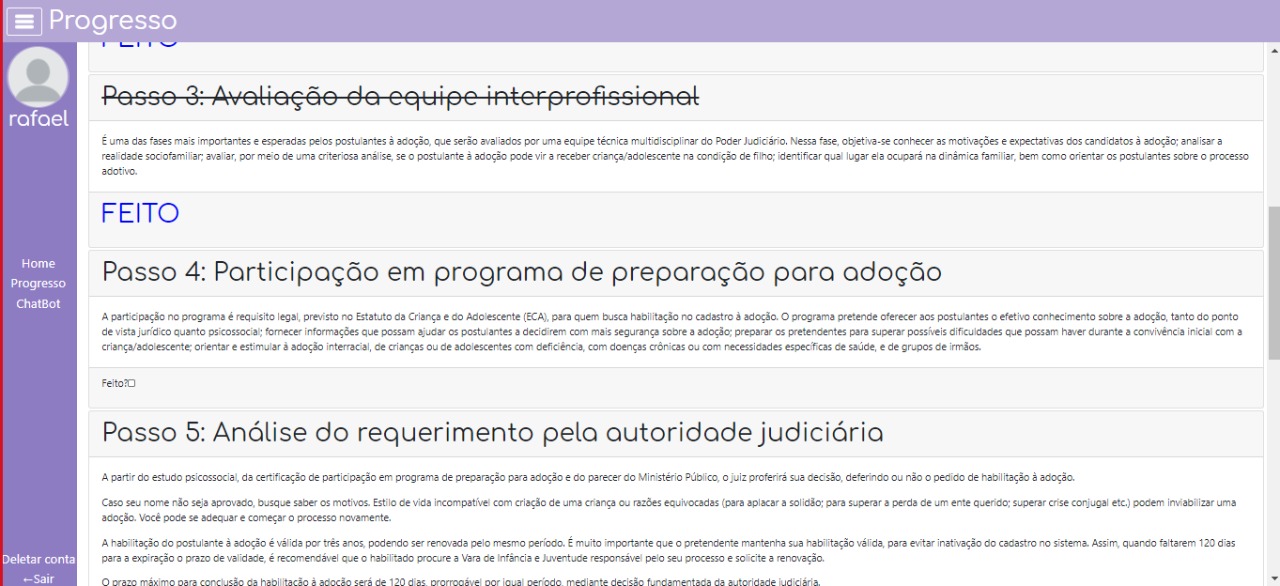 Progresso
FEITO
rafael
Home
Progresso
ChatBot
Deletar conta
←Sair
Passo 3: Avaliação da equipe interprofissional
É uma das fases mais importantes e esperadas pelos postulantes à adoção, que serão avaliados por uma equipe técnica multidisciplinar do Poder Judiciário. Nessa fase, objetiva-se conhecer as motivações e expectativas dos candidatos à adoção; analisar a
realidade sociofamiliar; avaliar, por meio de uma criteriosa análise, se o postulante à adoção pode vir a receber criança/adolescente na condição de filho; identificar qual lugar ela ocupará na dinâmica familiar, bem como orientar os postulantes sobre o processo
adotivo.
FEITO
Passo 4: Participação em programa de preparação para adoção
A participação no programa é requisito legal, previsto no Estatuto da Criança e do Adolescente (ECA), para quem busca habilitação no cadastro à adoção. O programa pretende oferecer aos postulantes o efetivo conhecimento sobre a adoção, tanto do ponto
de vista jurídico quanto psicossocial; fornecer informações que possam ajudar os postulantes a decidirem com mais segurança sobre a adoção; preparar os pretendentes para superar possíveis dificuldades que possam haver durante a convivência inicial com a
criança/adolescente; orientar e estimular à adoção interracial, de crianças ou de adolescentes com deficiência, com doenças crônicas ou com necessidades específicas de saúde, e de grupos de irmãos.
Feito?
Passo 5: Análise do requerimento pela autoridade judiciária
A partir do estudo psicossocial, da certificação de participação em programa de preparação para adoção e do parecer do Ministério Público, o juiz proferirá sua decisão, deferindo ou não o pedido de habilitação à adoção.
Caso seu nome não seja aprovado, busque saber os motivos. Estilo de vida incompatível com criação de uma criança ou razões equivocadas (para aplacar a solidão; para superar a perda de um ente querido; superar crise conjugal etc.) podem inviabilizar uma
adoção. Você pode se adequar e começar o processo novamente.
A habilitação do postulante à adoção é válida por três anos, podendo ser renovada pelo mesmo período. É muito importante que o pretendente mantenha sua habilitação válida, para evitar inativação do cadastro no sistema. Assim, quando faltarem 120 dias
para a expiração o prazo de validade, é recomendável que o habilitado procure a Vara de Infância e Juventude responsável pelo seu processo e solicite a renovação.
O prazo máximo para conclusão da habilitação à adoção será de 120 dias, prorrogável por igual período, mediante decisão fundamentada da autoridade judiciária.